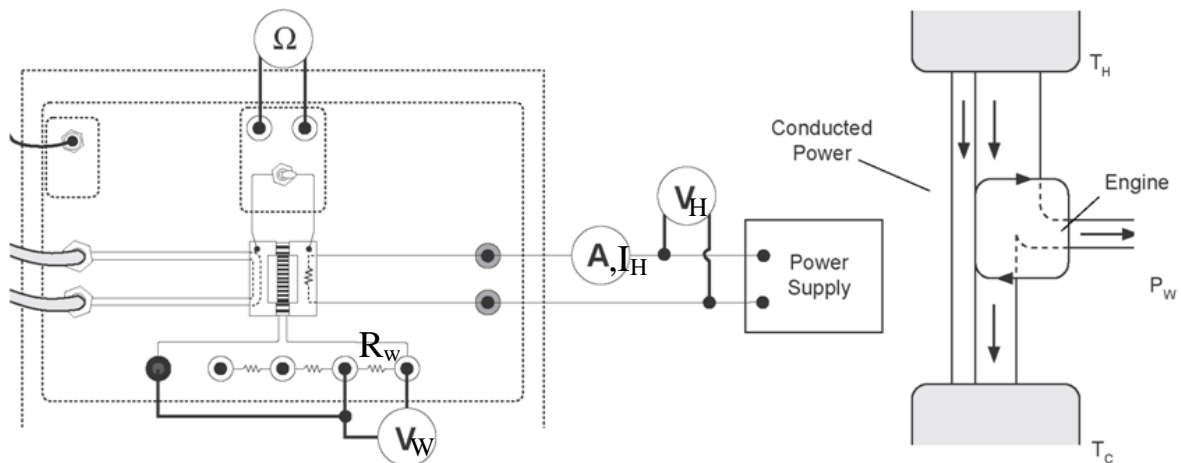 Ω
A,I_H
V_H
Power
Supply
R_w
V_W
T_H
Conducted
Power
Engine
P_W
T_C